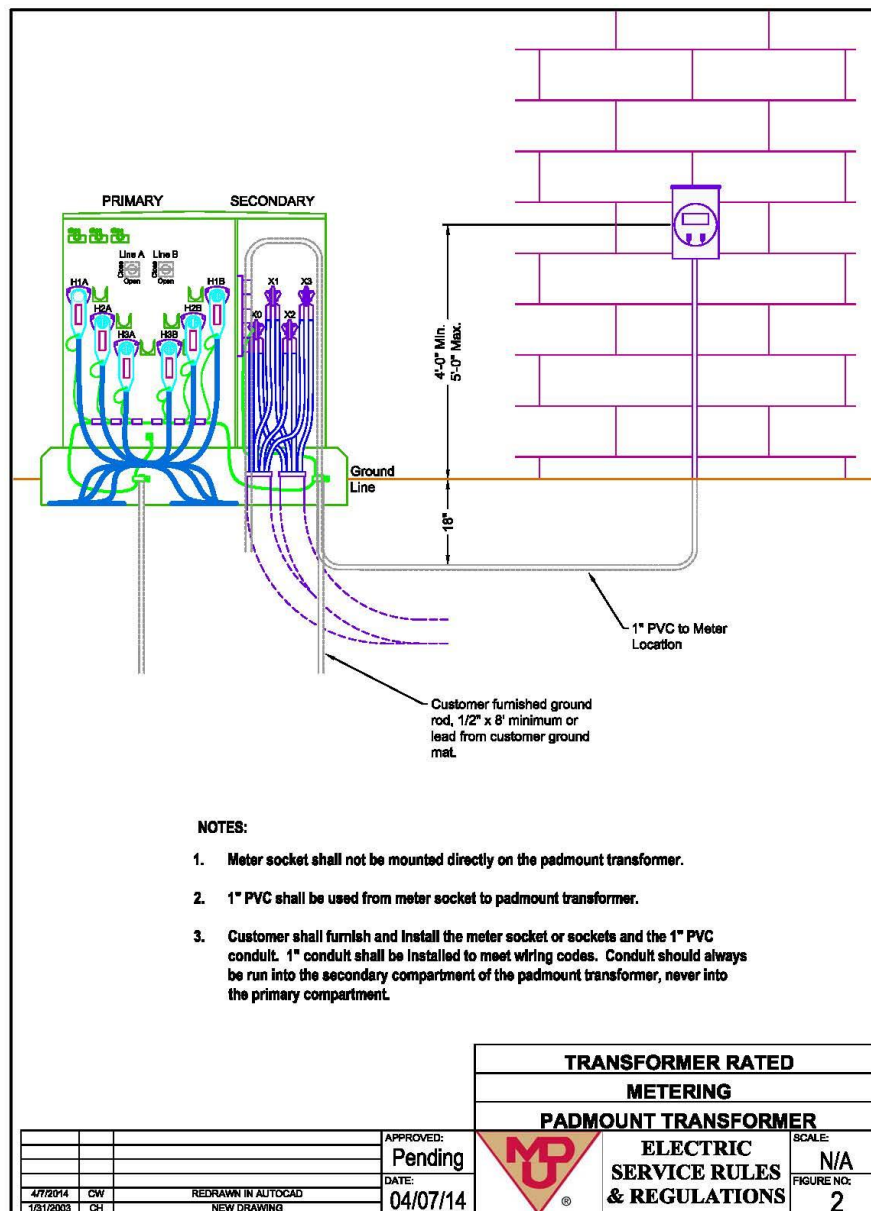 PRIMARY
SECONDARY
Line A
Line B
Close
Open
Close
Open
H1A
H2A
H3A
H3B
H2B
H1B
X1
X3
X0
X2
4'-0" Min.
5'-0" Max.
Ground
Line
18"
1" PVC to Meter
Location
Customer furnished ground
rod, 1/2" x 8' minimum or
lead from customer ground
mat.
NOTES:
1. Meter socket shall not be mounted directly on the padmount transformer.
2. 1" PVC shall be used from meter socket to padmount transformer.
3. Customer shall furnish and install the meter socket or sockets and the 1" PVC
conduit. 1" conduit shall be installed to meet wiring codes. Conduit should always
be run into the secondary compartment of the padmount transformer, never into
the primary compartment.
TRANSFORMER RATED
METERING
PADMOUNT TRANSFORMER
APPROVED:
Pending
DATE:
04/07/14
MDU
®
ELECTRIC
SERVICE RULES
& REGULATIONS
SCALE:
N/A
FIGURE NO:
2
4/7/2014 CW REDRAWN IN AUTOCAD
1/31/2003 CH NEW DRAWING